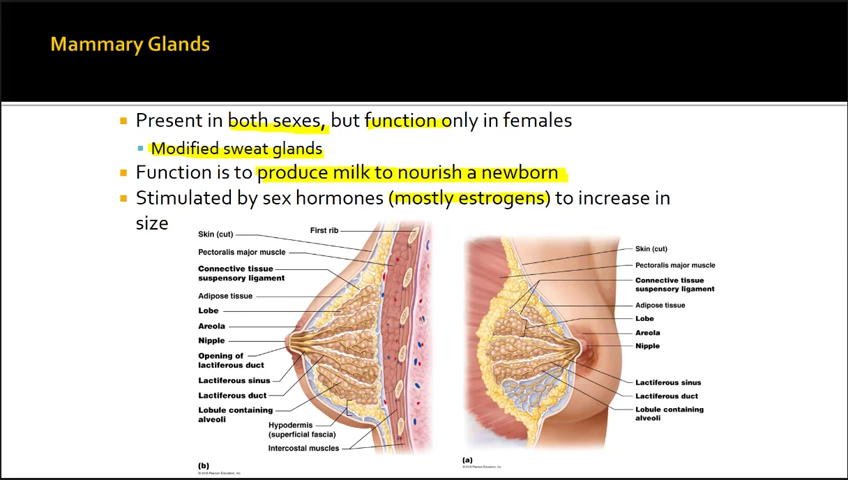 Mammary Glands
Present in both sexes, but function only in females
Modified sweat glands
Function is to produce milk to nourish a newborn
Stimulated by sex hormones (mostly estrogens) to increase in
size
Skin (cut)
First rib
Pectoralis major muscle
Connective tissue
suspensory ligament
Adipose tissue
Lobe
Areola
Nipple
Opening of
lactiferous duct
Lactiferous sinus
Lactiferous duct
Lobule containing
alveoli
Hypodermis
(superficial fascia)
Intercostal muscles
(b)
Skin (cut)
Pectoralis major muscle
Connective tissue
suspensory ligament
Adipose tissue
Lobe
Areola
Nipple
Lactiferous sinus
Lactiferous duct
Lobule containing
alveoli
(a)